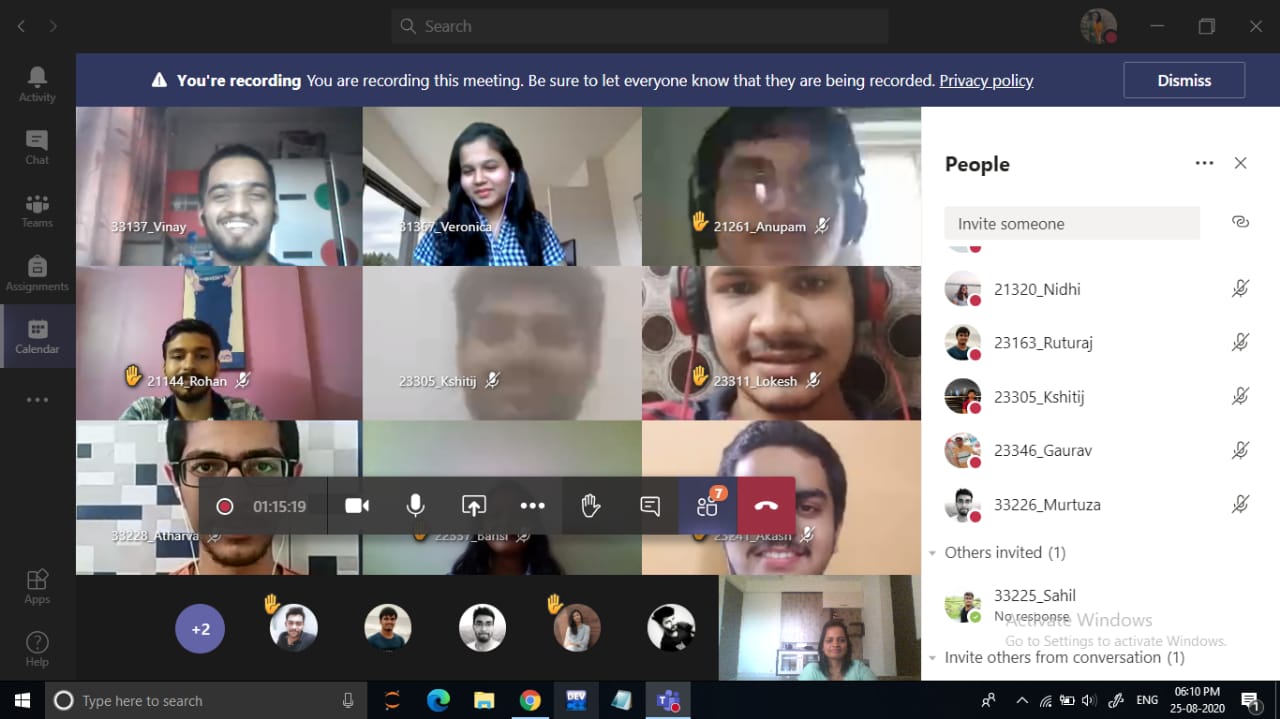 Search
You're recording You are recording this meeting. Be sure to let everyone know that they are being recorded. Privacy policy
Dismiss
Activity
Chat
Teams
Assignments
Calendar
Apps
Help
33137_Vinay
31367_Veronica
21261_Anupam
21144_Rohan
23305_Kshitij
23311_Lokesh
01:15:19
7
33228_Atharva
22357_Bansi
23241_Akash
+2
People
Invite someone
21320_Nidhi
23163_Ruturaj
23305_Kshitij
23346_Gaurav
33226_Murtuza
Others invited (1)
33225_Sahil
No response
Activate Windows
Go to Settings to activate Windows.
Invite others from conversation (1)
Type here to search
DEV
ENG
06:10 PM
25-08-2020
1